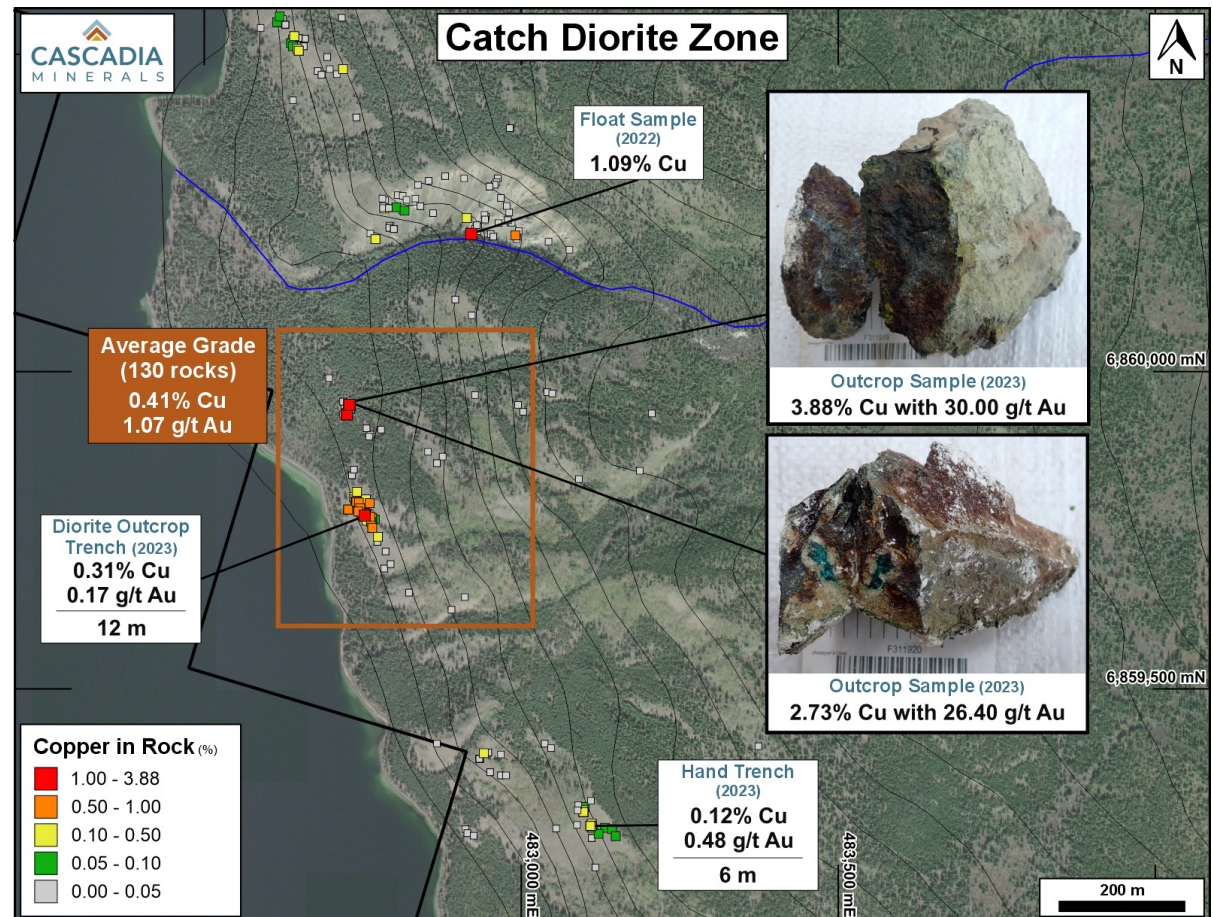 CASCADIA
MINERALS
Catch Diorite Zone
N
Float Sample
(2022)
1.09% Cu
Outcrop Sample (2023)
3.88% Cu with 30.00 g/t Au
6,860,000 mN
Average Grade
(130 rocks)
0.41% Cu
1.07 g/t Au
Diorite Outcrop
Trench (2023)
0.31% Cu
0.17 g/t Au
12 m
F311920
Outcrop Sample (2023)
2.73% Cu with 26.40 g/t Au
6,859,500 mN
Hand Trench
(2023)
0.12% Cu
0.48 g/t Au
6 m
Copper in Rock (%)
1.00 - 3.88
0.50 - 1.00
0.10 - 0.50
0.05 - 0.10
0.00 - 0.05
483,000 mE
483,500 mE
200 m